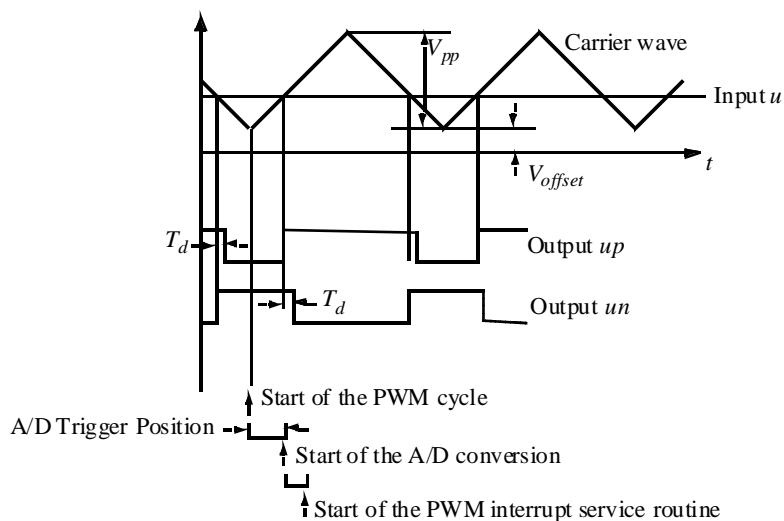 Carrier wave
V_pp
Input u
t
V_offset
T_d
Output up
T_d
Output un
Start of the PWM cycle
A/D Trigger Position
Start of the A/D conversion
Start of the PWM interrupt service routine